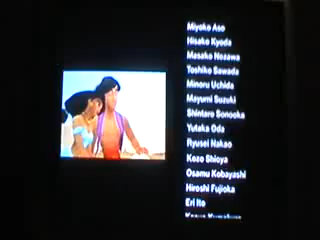 Miyoko Aso
Hisako Kyoda
Masako Nozawa
Toshiko Sawada
Minoru Uchida
Mayumi Suzuki
Shintaro Sonooka
Yutaka Oda
Ryusei Nakao
Kozo Shioya
Osamu Kobayashi
Hiroshi Fujioka
Eri Ito